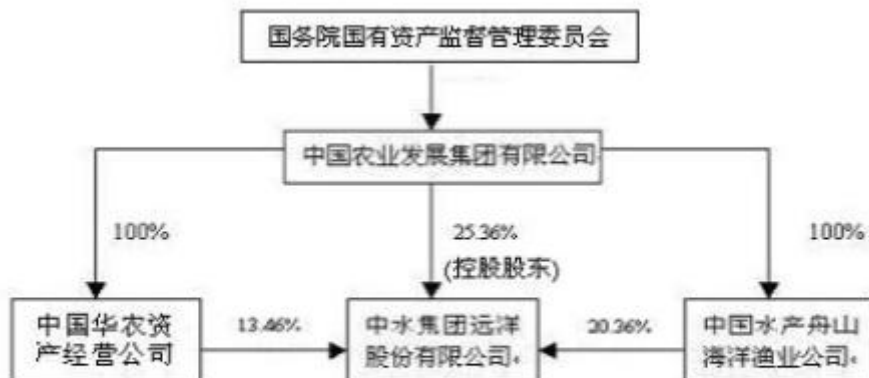 国务院国有资产监督管理委员会
中国农业发展集团有限公司
100%
25.36%
100%
(控股股东)
中国华农资
产经营公司
13.46%
中水集团远洋
股份有限公司
20.36%
中国水产舟山
海洋渔业公司